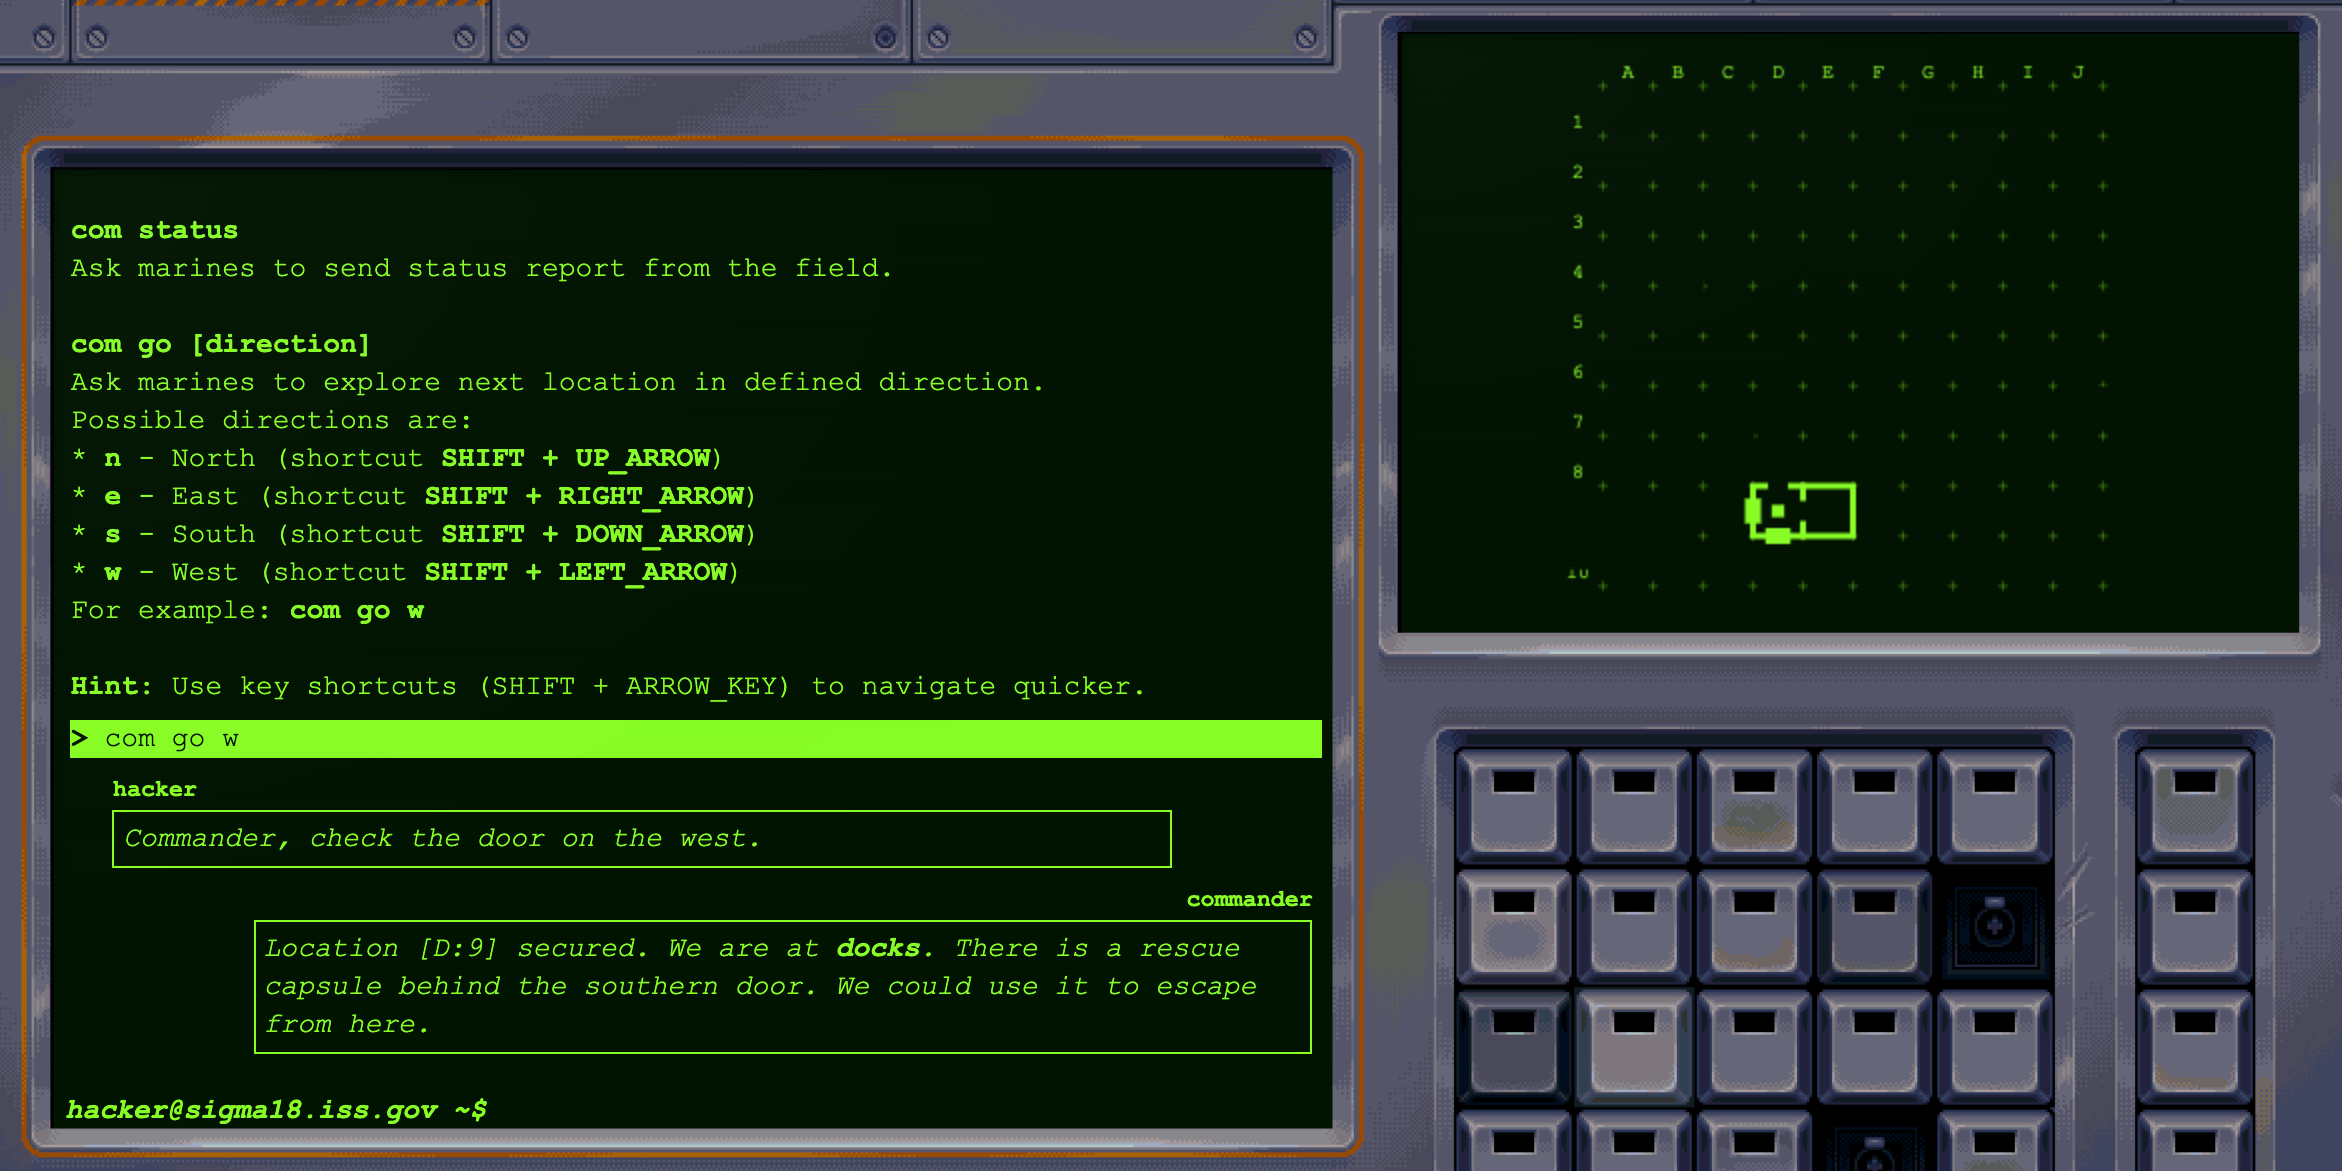 com status
Ask marines to send status report from the field.
com go [direction]
Ask marines to explore next location in defined direction.
Possible directions are:
* n - North (shortcut SHIFT + UP_ARROW)
* e - East (shortcut SHIFT + RIGHT_ARROW)
* s - South (shortcut SHIFT + DOWN_ARROW)
* w - West (shortcut SHIFT + LEFT_ARROW)
For example: com go w
Hint: Use key shortcuts (SHIFT + ARROW_KEY) to navigate quicker.
> com go w
hacker
Commander, check the door on the west.
commander
Location [D:9] secured. We are at docks. There is a rescue
capsule behind the southern door. We could use it to escape
from here.
hacker@sigma18.iss.gov ~$
A B C D E F G H I J
1
2
3
4
5
6
7
8
10